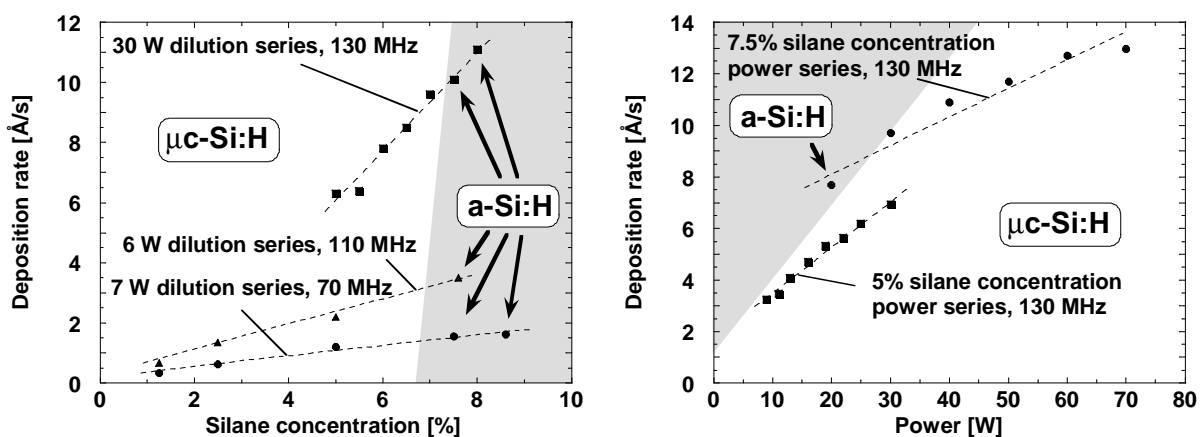 12
10
8
6
4
2
0
Deposition rate [Å/s]
30 W dilution series, 130 MHz
μc-Si:H
a-Si:H
6 W dilution series, 110 MHz
7 W dilution series, 70 MHz
0 2 4 6 8 10
Silane concentration [%]
14
12
10
8
6
4
2
0
Deposition rate [Å/s]
7.5% silane concentration
power series, 130 MHz
a-Si:H
μc-Si:H
5% silane concentration
power series, 130 MHz
0 10 20 30 40 50 60 70 80
Power [W]